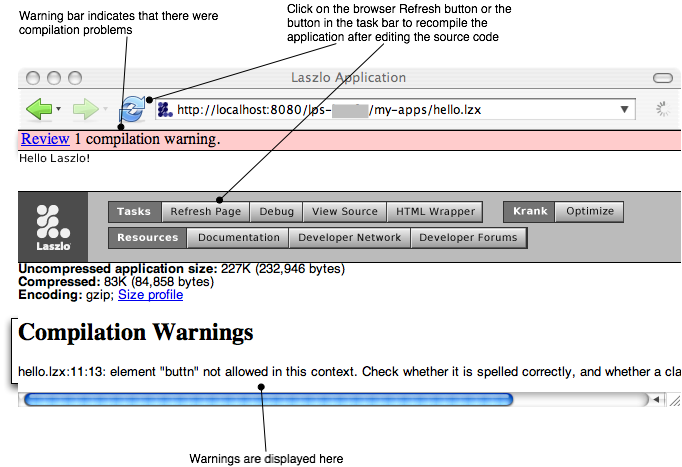 Warning bar indicates that there were
compilation problems
Click on the browser Refresh button or the
button in the task bar to recompile the
application after editing the source code
Laszlo Application
http://localhost:8080/lps-/my-apps/hello.lzx
Review 1 compilation warning.
Hello Laszlo!
Tasks Refresh Page Debug View Source HTML Wrapper Krank Optimize
Resources Documentation Developer Network Developer Forums
Laszlo
Uncompressed application size: 227K (232,946 bytes)
Compressed: 83K (84,858 bytes)
Encoding: gzip; Size profile
Compilation Warnings
hello.lzx:11:13: element "buttn" not allowed in this context. Check whether it is spelled correctly, and whether a cla
Warnings are displayed here